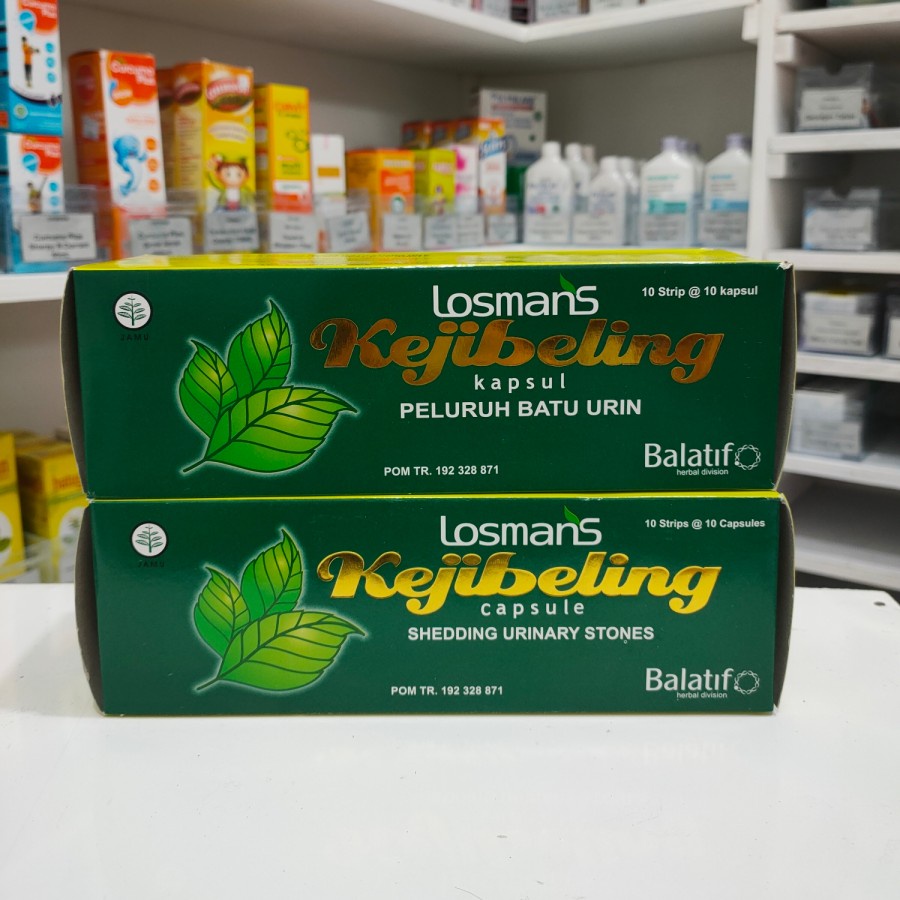 Curcuma Plus
JAMU
Losmans
10 Strip @ 10 kapsul
Kejibeling
kapsul
PELURUH BATU URIN
POM TR. 192 328 871
Balatif
herbal division
JAMU
Losmans
10 Strips @ 10 Capsules
Kejibeling
capsule
SHEDDING URINARY STONES
POM TR. 192 328 871
Balatif
herbal division